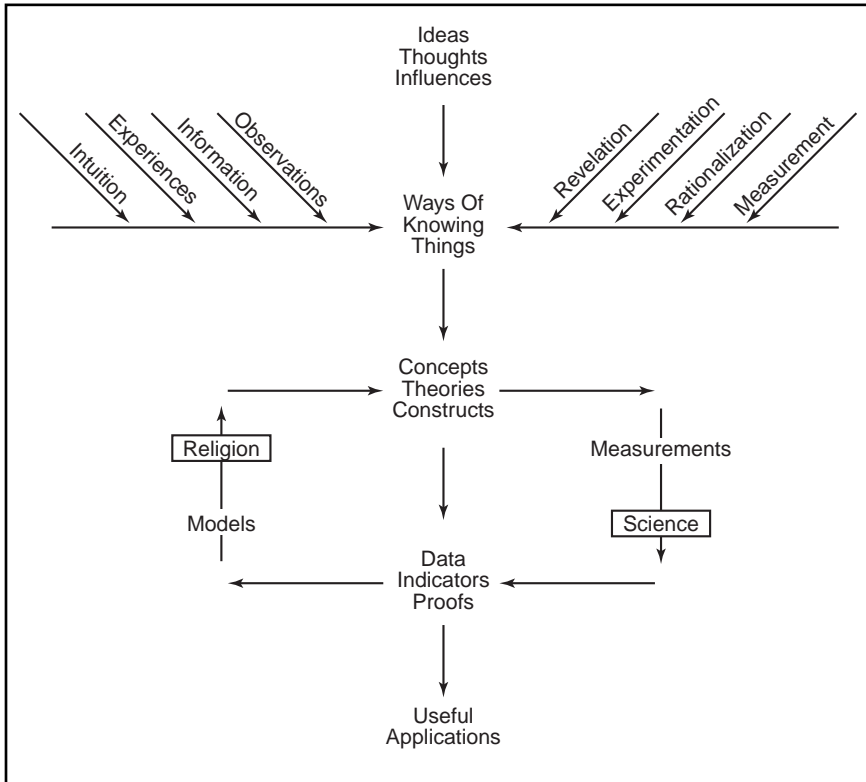 Ideas
Thoughts
Influences
Intuition
Experiences
Information
Observations
Revelation
Experimentation
Rationalization
Measurement
Ways Of
Knowing
Things
Concepts
Theories
Constructs
Religion
Measurements
Models
Science
Data
Indicators
Proofs
Useful
Applications